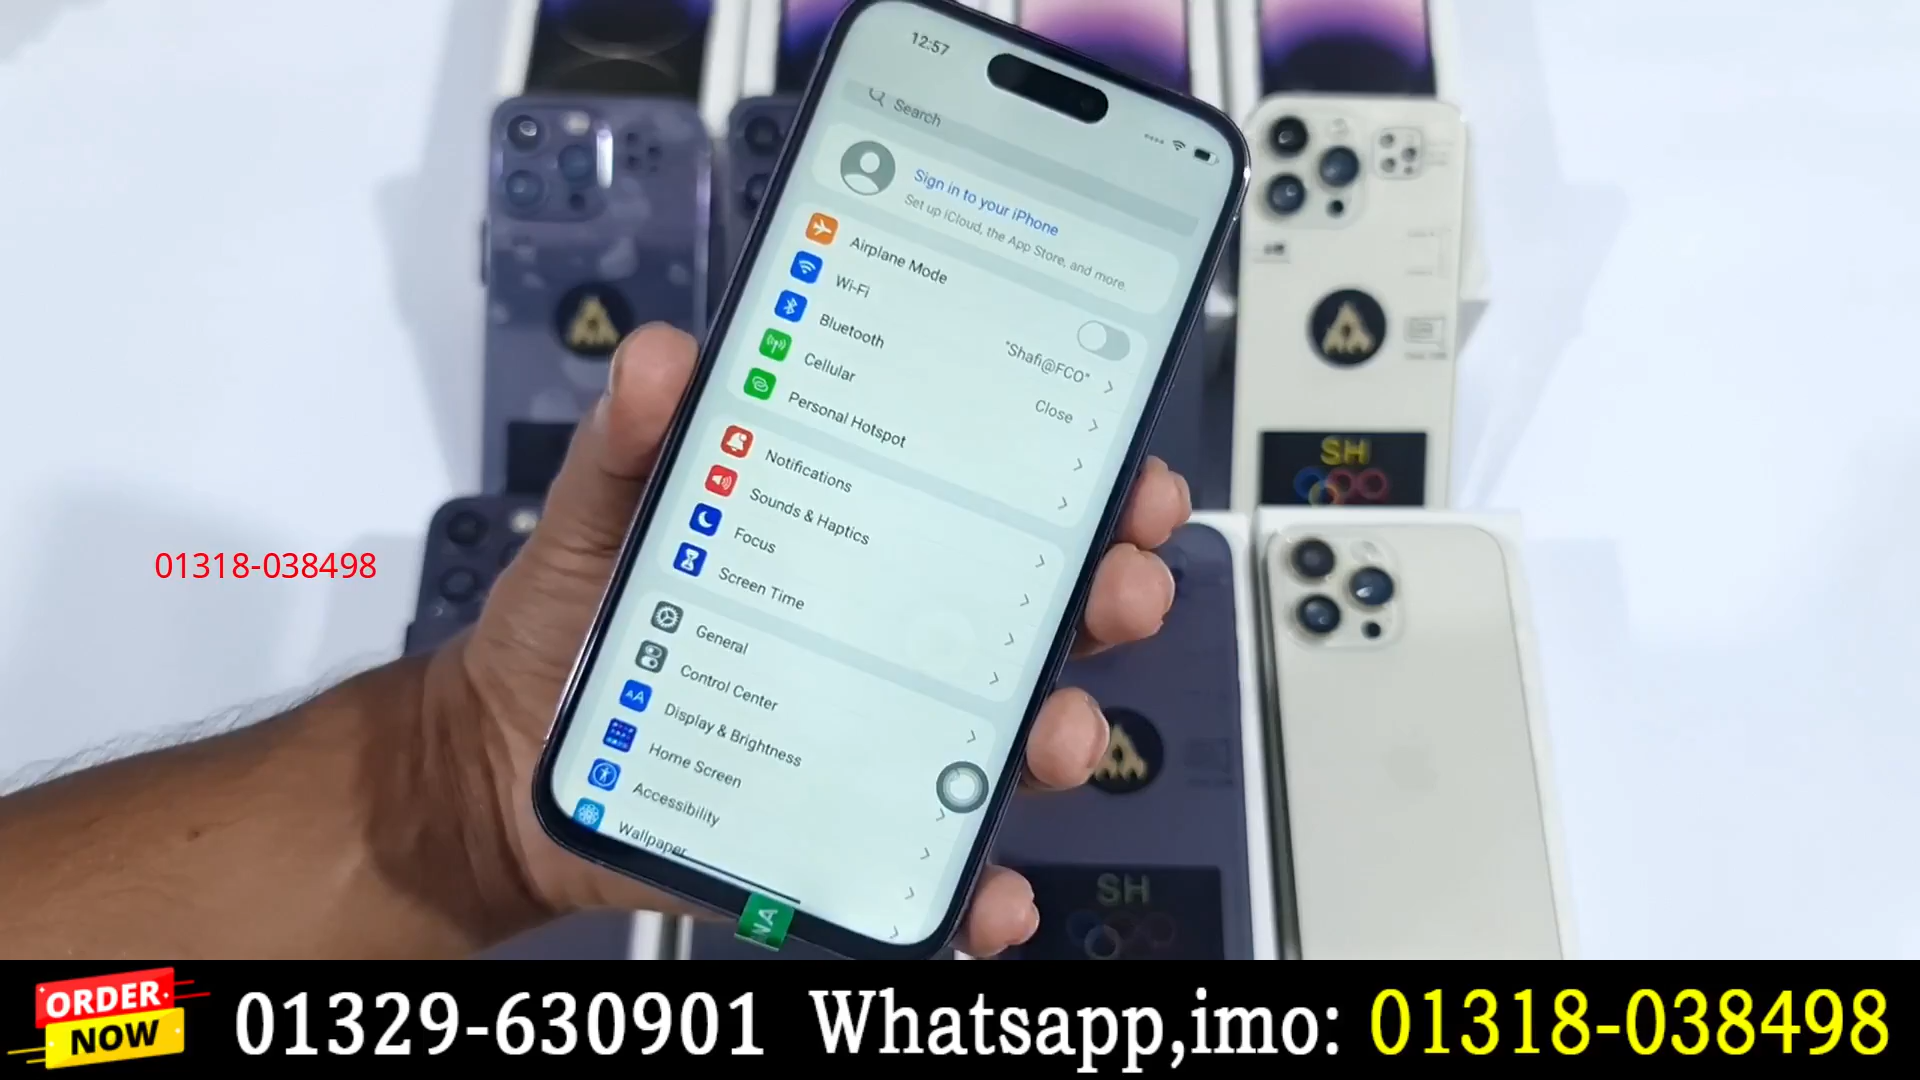 12:57
Search
Sign in to your iPhone
Set up iCloud, the App Store, and more.
Airplane Mode
Wi-Fi
"Shafi@FCO"
Bluetooth
Close
Cellular
Personal Hotspot
Notifications
Sounds & Haptics
Focus
Screen Time
General
Control Center
AA
Display & Brightness
Home Screen
Accessibility
Wallpaper
SH
SH
01318-038498
ORDER
NOW
01329-630901 Whatsapp,imo: 01318-038498